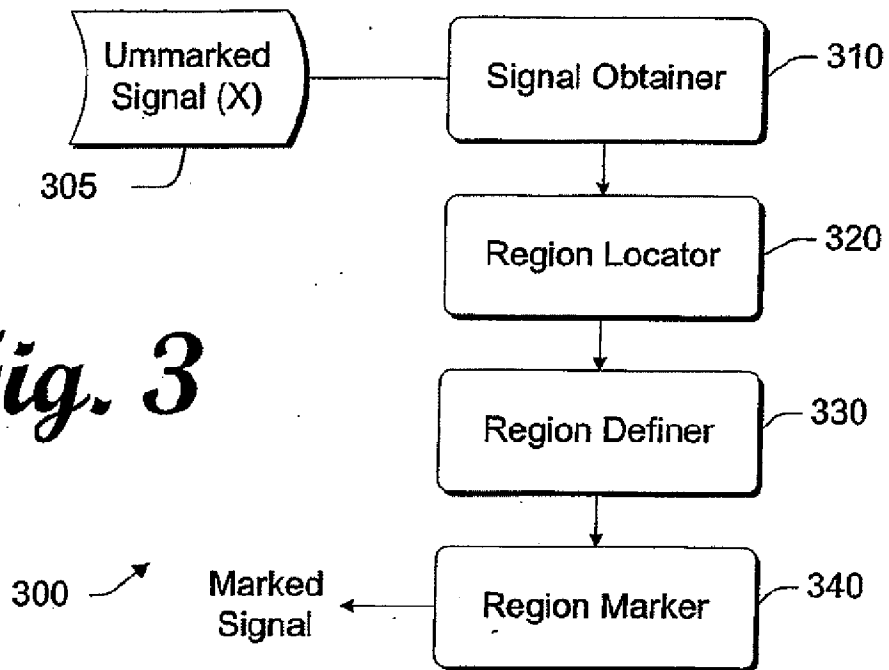 Ummarked
Signal (X)
305
Signal Obtainer
310
Region Locator
320
ig. 3
Region Definer
330
300
Marked
Signal
Region Marker
340